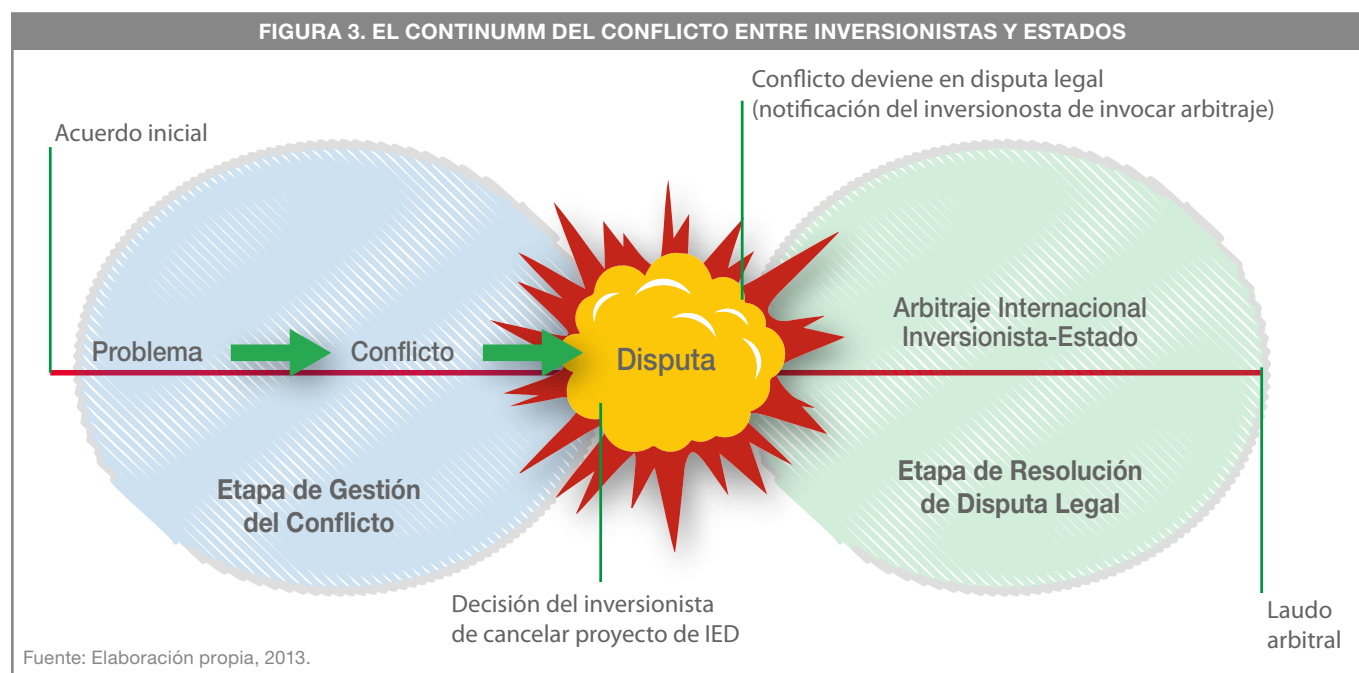 FIGURA 3. EL CONTINUMM DEL CONFLICTO ENTRE INVERSIONISTAS Y ESTADOS
Conflicto deviene en disputa legal
(notificación del inversionosta de invocar arbitraje)
Acuerdo inicial
Problema
Conflicto
Disputa
Arbitraje Internacional
Inversionista-Estado
Etapa de Gestión
del Conflicto
Etapa de Resolución
de Disputa Legal
Decisión del inversionista
de cancelar proyecto de IED
Laudo
arbitral
Fuente: Elaboración propia, 2013.